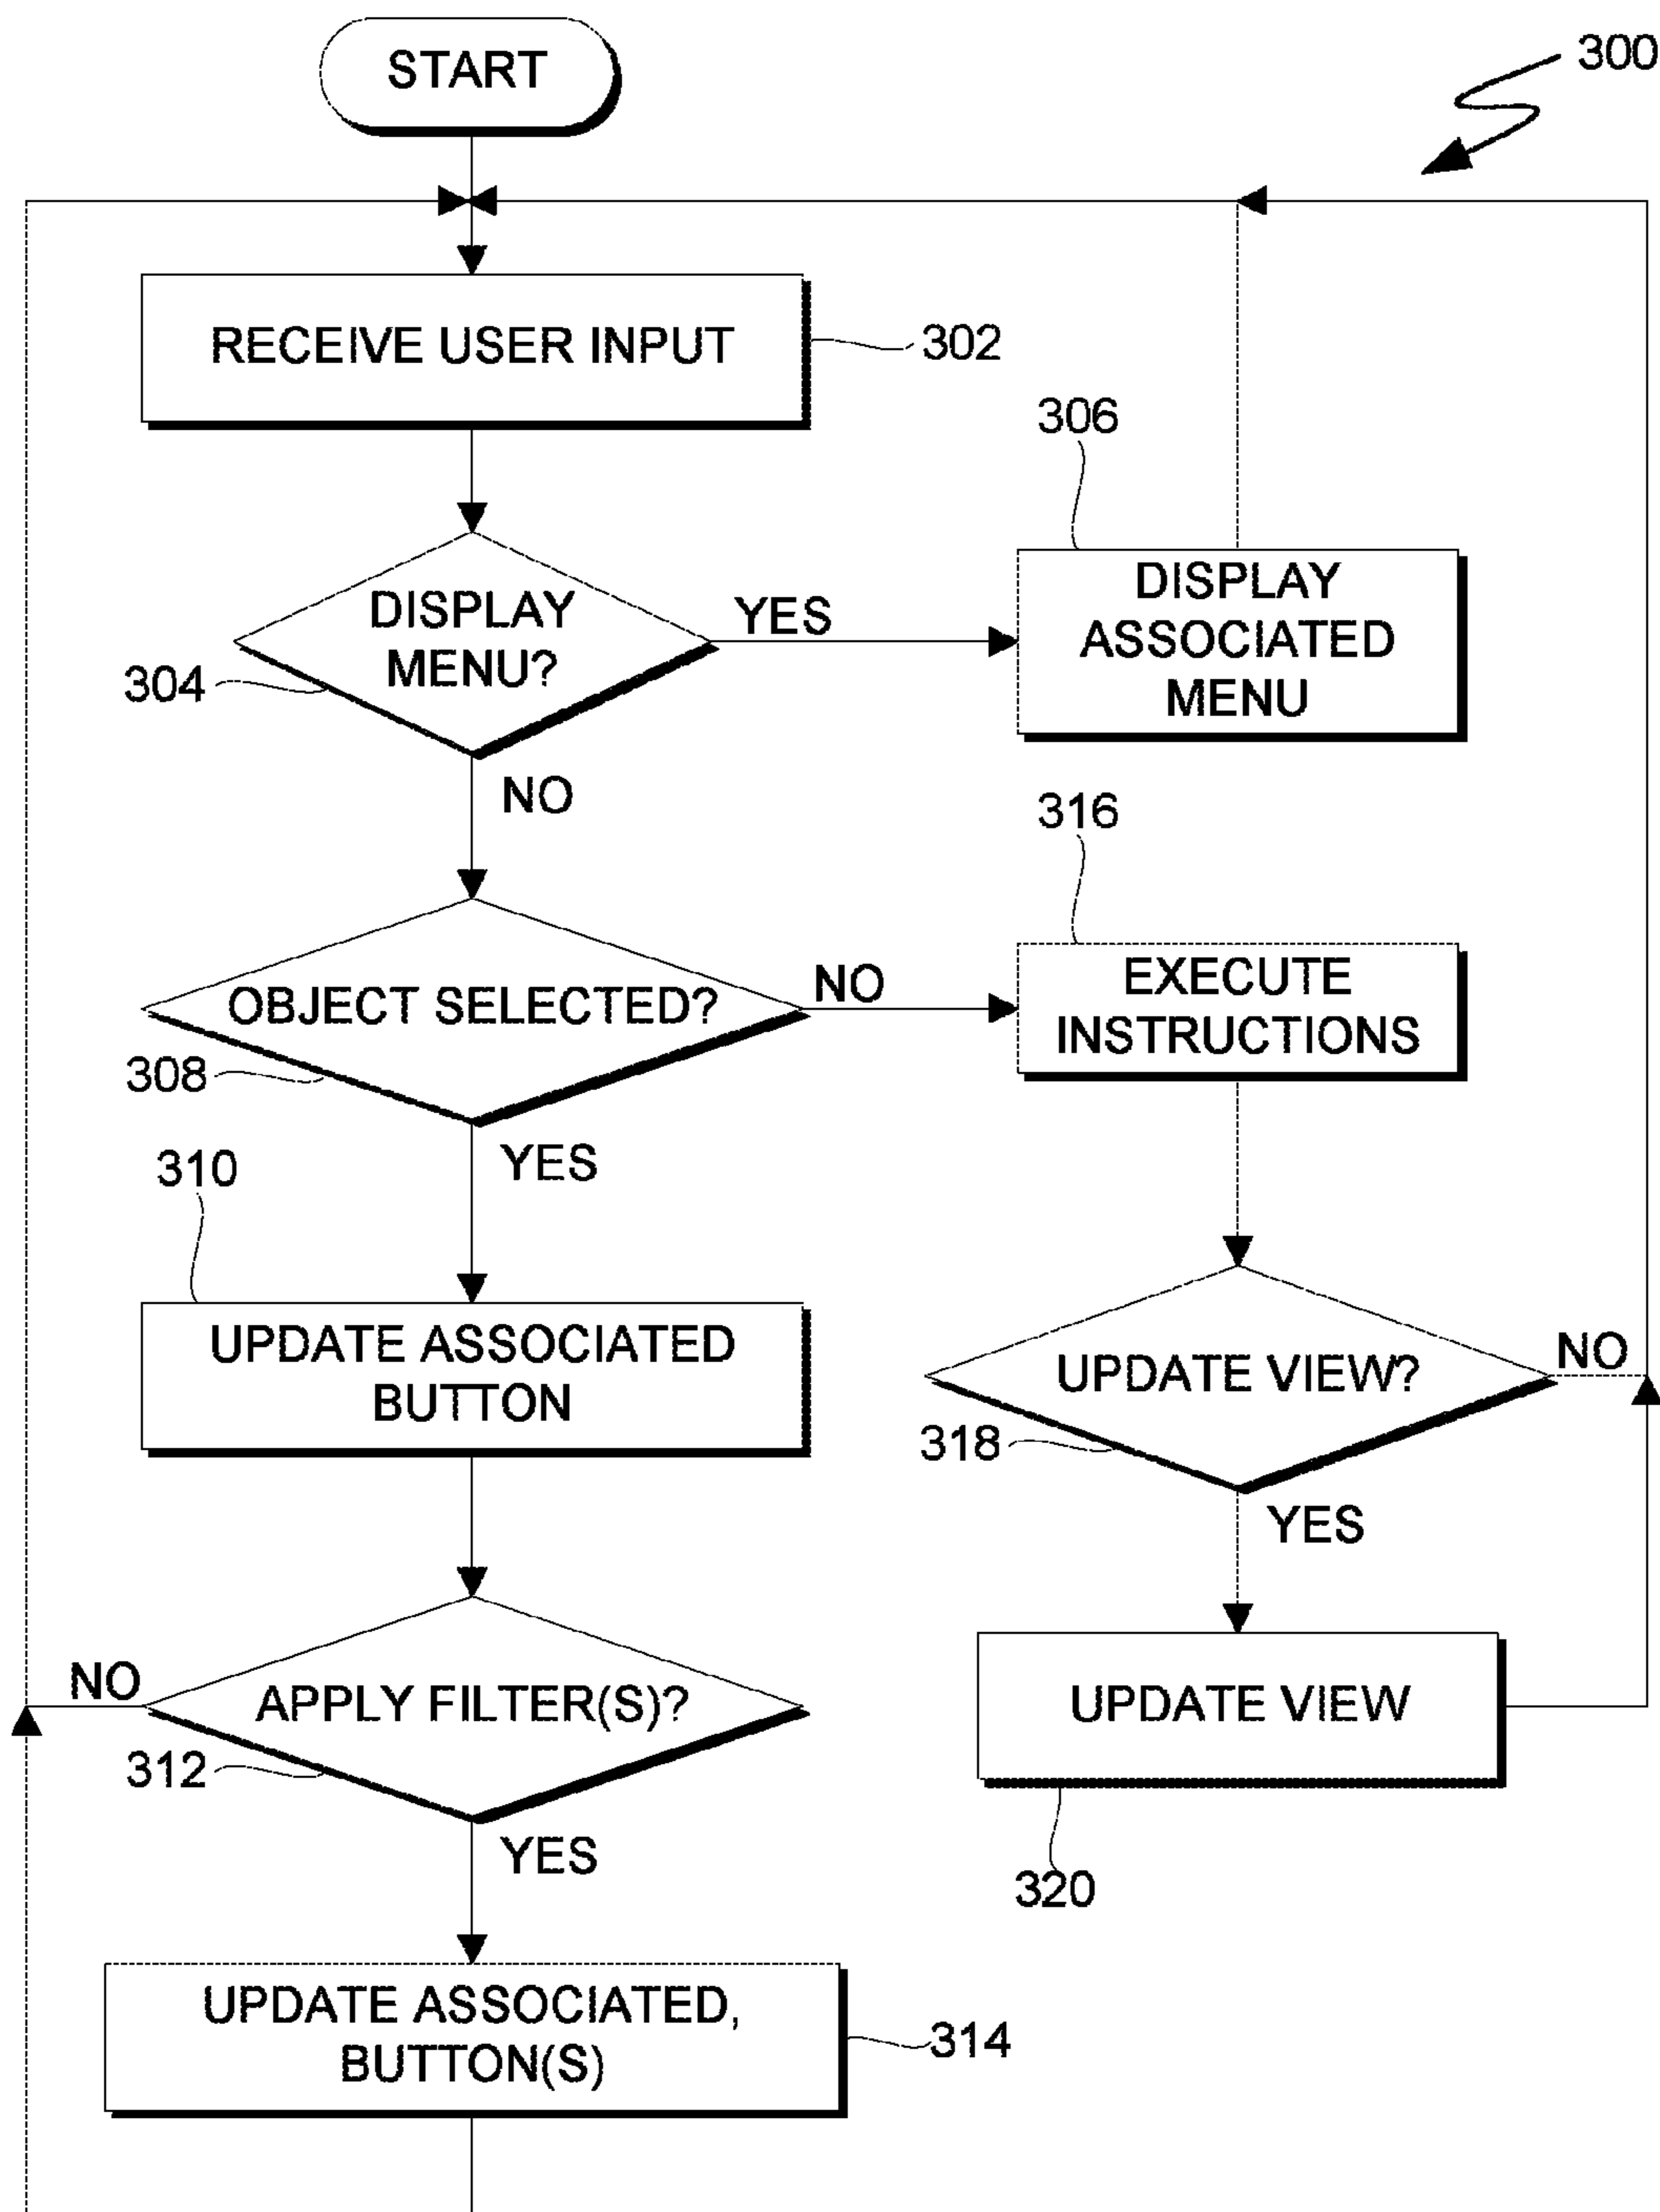 START
300
RECEIVE USER INPUT
302
306
DISPLAY
MENU?
YES
DISPLAY
ASSOCIATED
MENU
304
NO
316
OBJECT SELECTED?
NO
EXECUTE
INSTRUCTIONS
308
YES
310
UPDATE ASSOCIATED
BUTTON
UPDATE VIEW?
NO
318
YES
APPLY FILTER(S)?
NO
312
YES
UPDATE VIEW
320
UPDATE ASSOCIATED,
BUTTON(S)
314